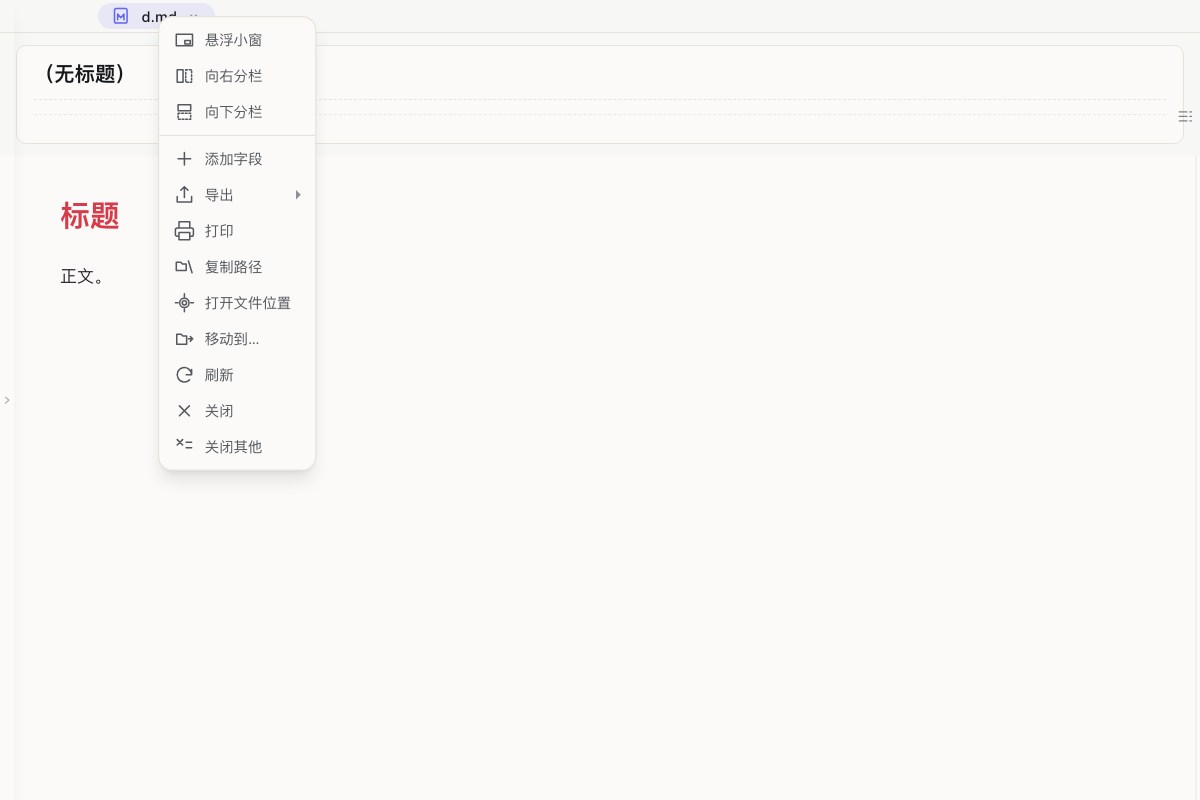 d.md
悬浮小窗
（无标题）
向右分栏
向下分栏
添加字段
导出
标题
打印
复制路径
正文。
打开文件位置
移动到...
刷新
关闭
关闭其他